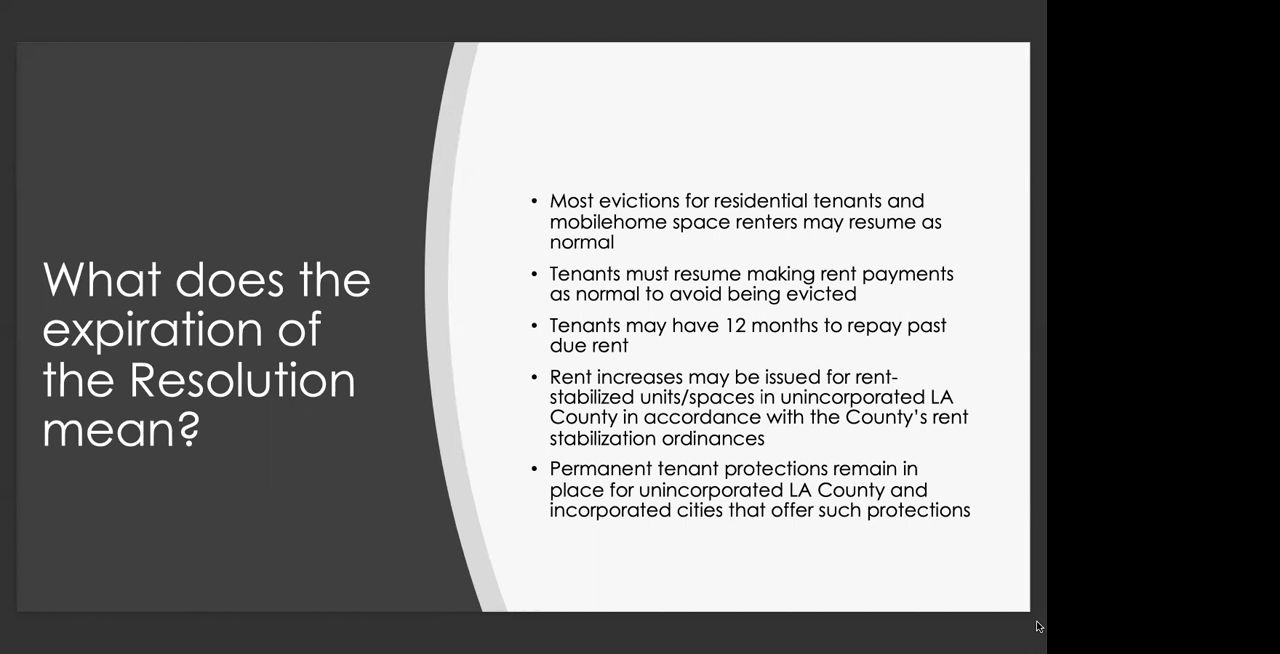 What does the
expiration of
the Resolution
mean?
• Most evictions for residential tenants and
mobilehome space renters may resume as
normal
• Tenants must resume making rent payments
as normal to avoid being evicted
• Tenants may have 12 months to repay past
due rent
• Rent increases may be issued for rent-
stabilized units/spaces in unincorporated LA
County in accordance with the County’s rent
stabilization ordinances
• Permanent tenant protections remain in
place for unincorporated LA County and
incorporated cities that offer such protections